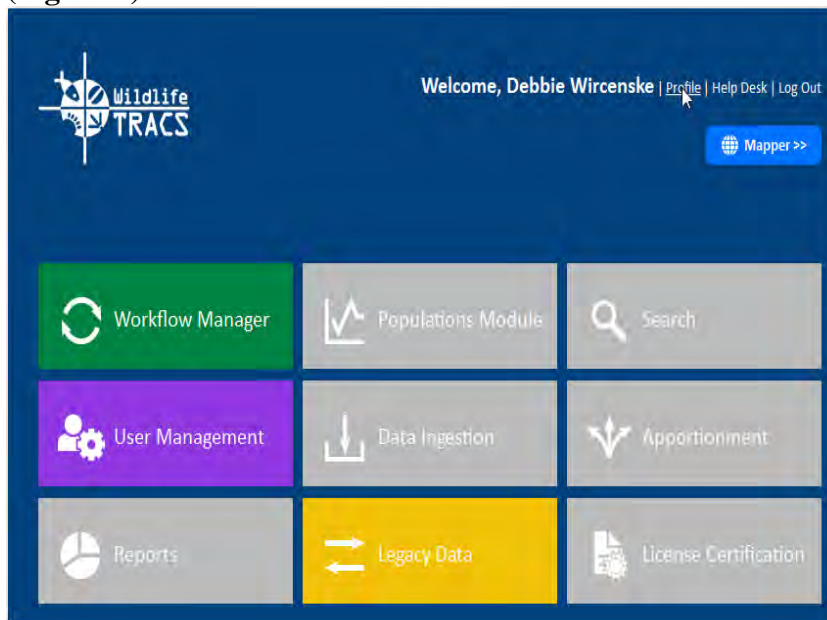 Wildlife
TRACS
Welcome, Debbie Wircenske | Profile | Help Desk | Log Out
Mapper >>
Workflow Manager
Populations Module
Search
User Management
Data Ingestion
Apportionment
Reports
Legacy Data
License Certification